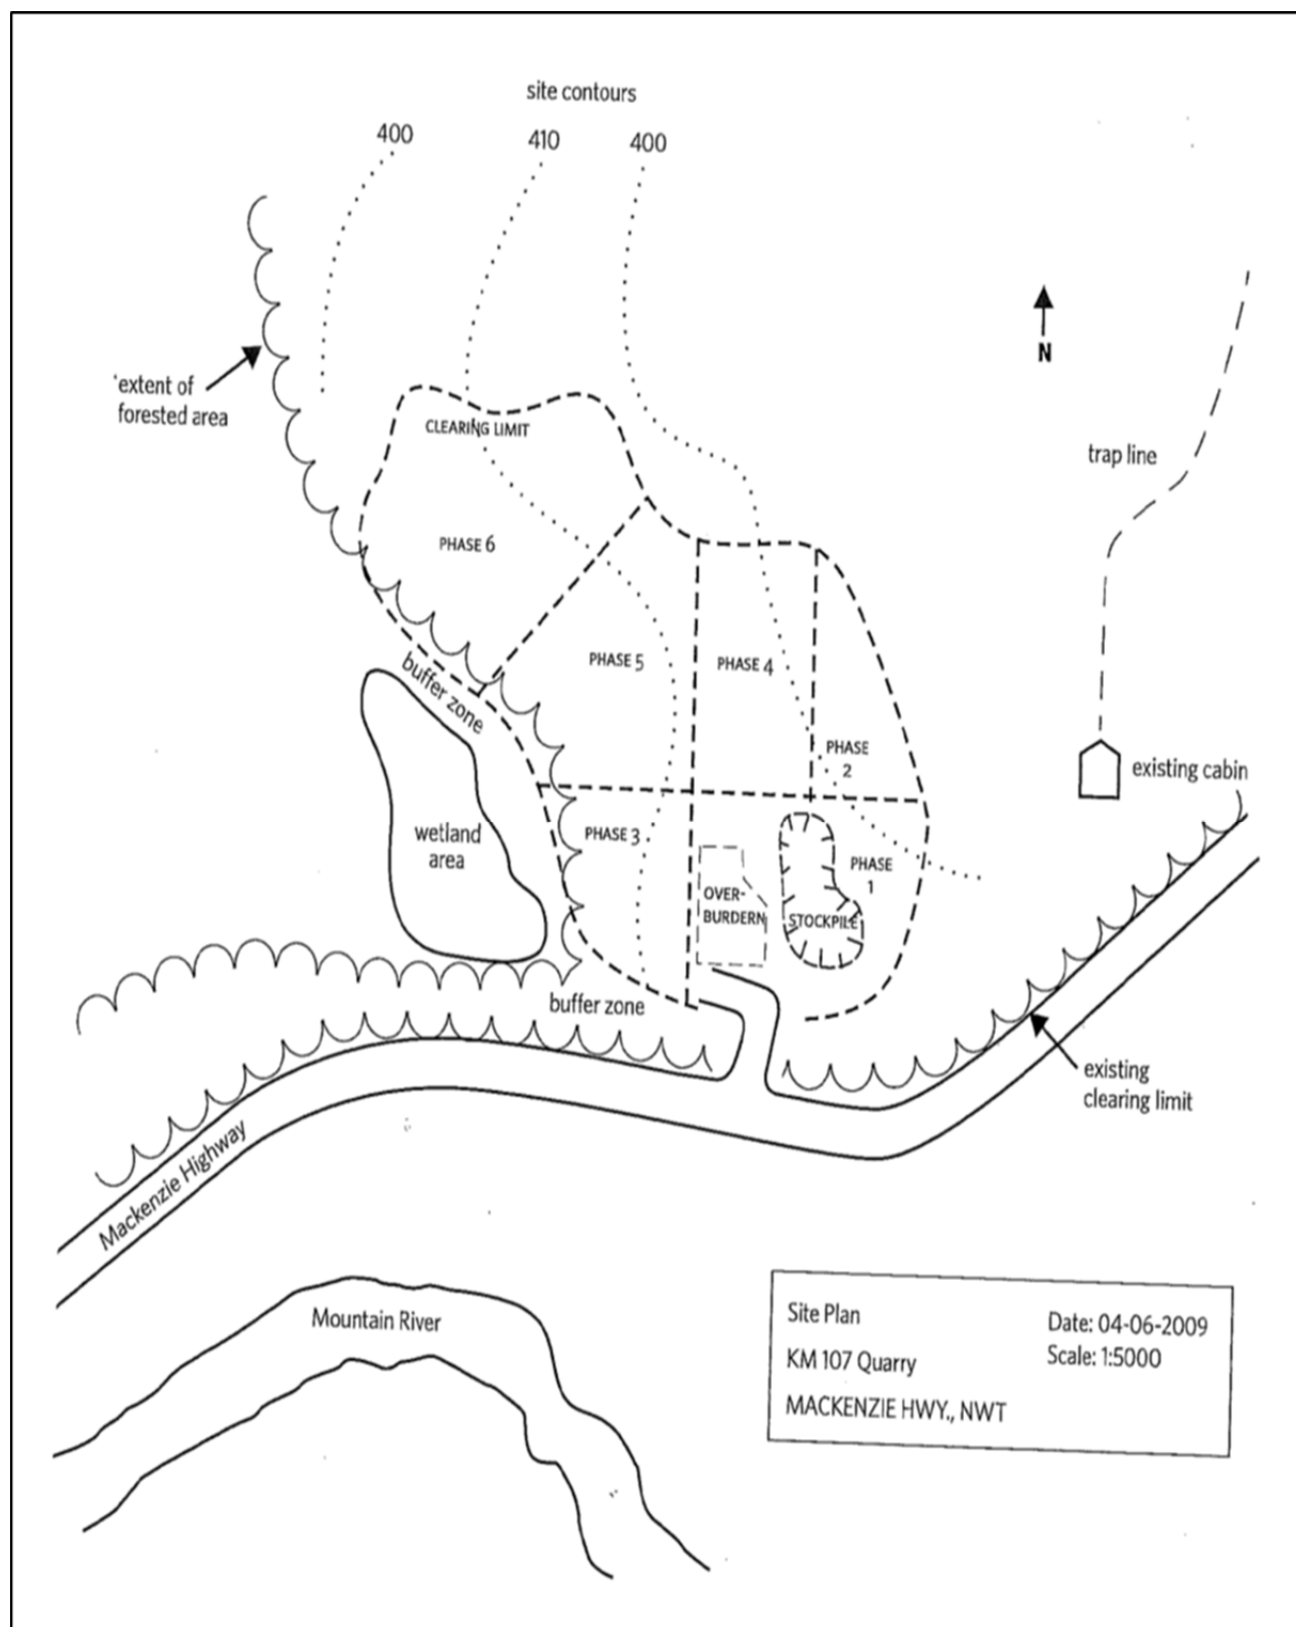 site contours
400
410
400
extent of
forested area
CLEARING LIMIT
N
trap line
PHASE 6
PHASE 5
PHASE 4
buffer zone
PHASE
2
existing cabin
wetland
area
PHASE 3
PHASE
1
OVER-
BURDERN
STOCKPILE
buffer zone
existing
clearing limit
Mackenzie Highway
Mountain River
Site Plan
Date: 04-06-2009
KM 107 Quarry
Scale: 1:5000
MACKENZIE HWY., NWT